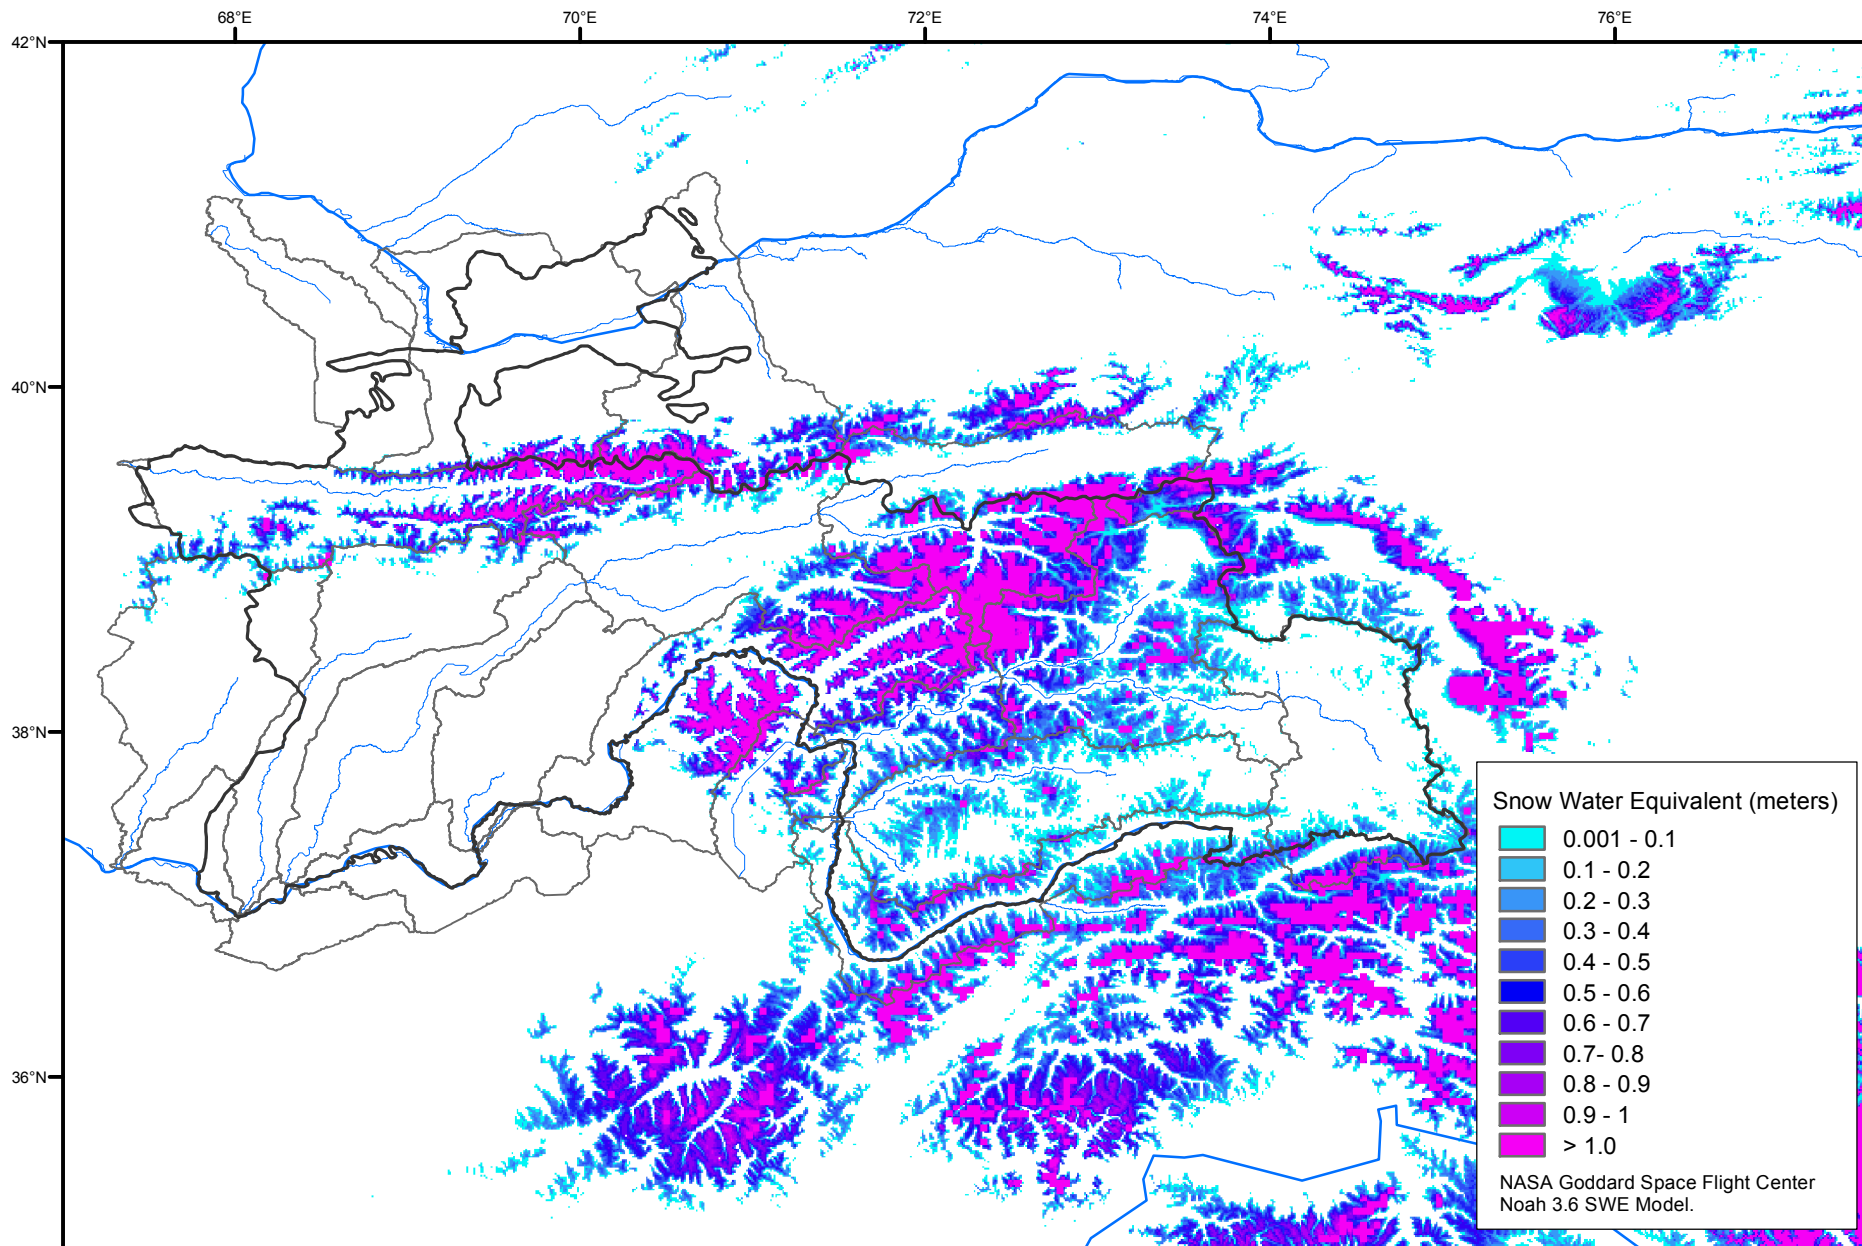 68°E 70°E 72°E 74°E 76°E
42°N
40°N
38°N
36°N
Snow Water Equivalent (meters)
0.001 - 0.1
0.1 - 0.2
0.2 - 0.3
0.3 - 0.4
0.4 - 0.5
0.5 - 0.6
0.6 - 0.7
0.7- 0.8
0.8 - 0.9
0.9 - 1
> 1.0
NASA Goddard Space Flight Center
Noah 3.6 SWE Model.